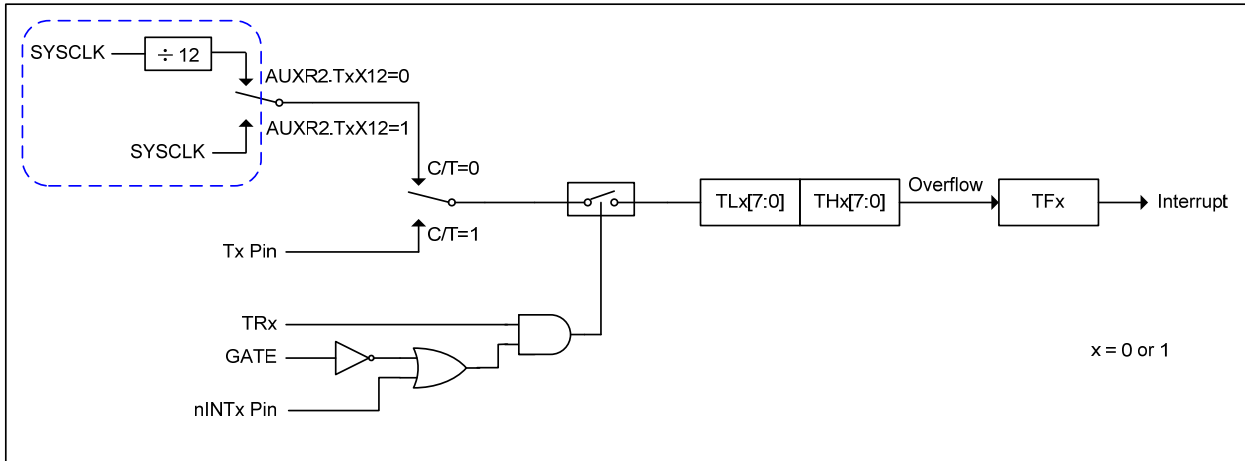 SYSCLK
÷ 12
AUXR2.TxX12=0
AUXR2.TxX12=1
SYSCLK
C/T=0
C/T=1
Tx Pin
TLx[7:0]
THx[7:0]
Overflow
TFx
Interrupt
TRx
GATE
nINTx Pin
x = 0 or 1